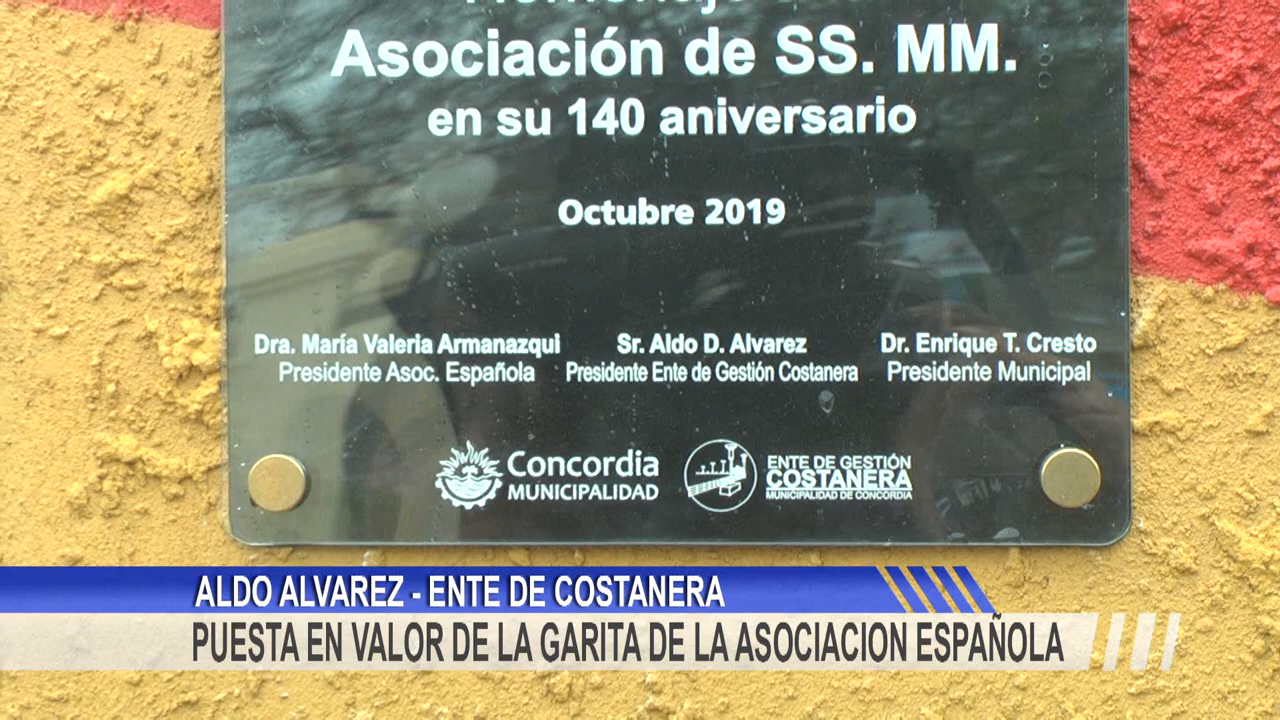 Asociación de SS. MM.
en su 140 aniversario
Octubre 2019
Dra. María Valeria Armanazqui
Presidente Asoc. Española
Sr. Aldo D. Alvarez
Presidente Ente de Gestión Costanera
Dr. Enrique T. Cresto
Presidente Municipal
Concordia
MUNICIPALIDAD
ENTE DE GESTIÓN
COSTANERA
MUNICIPALIDAD DE CONCORDIA
ALDO ALVAREZ - ENTE DE COSTANERA
PUESTA EN VALOR DE LA GARITA DE LA ASOCIACION ESPAÑOLA